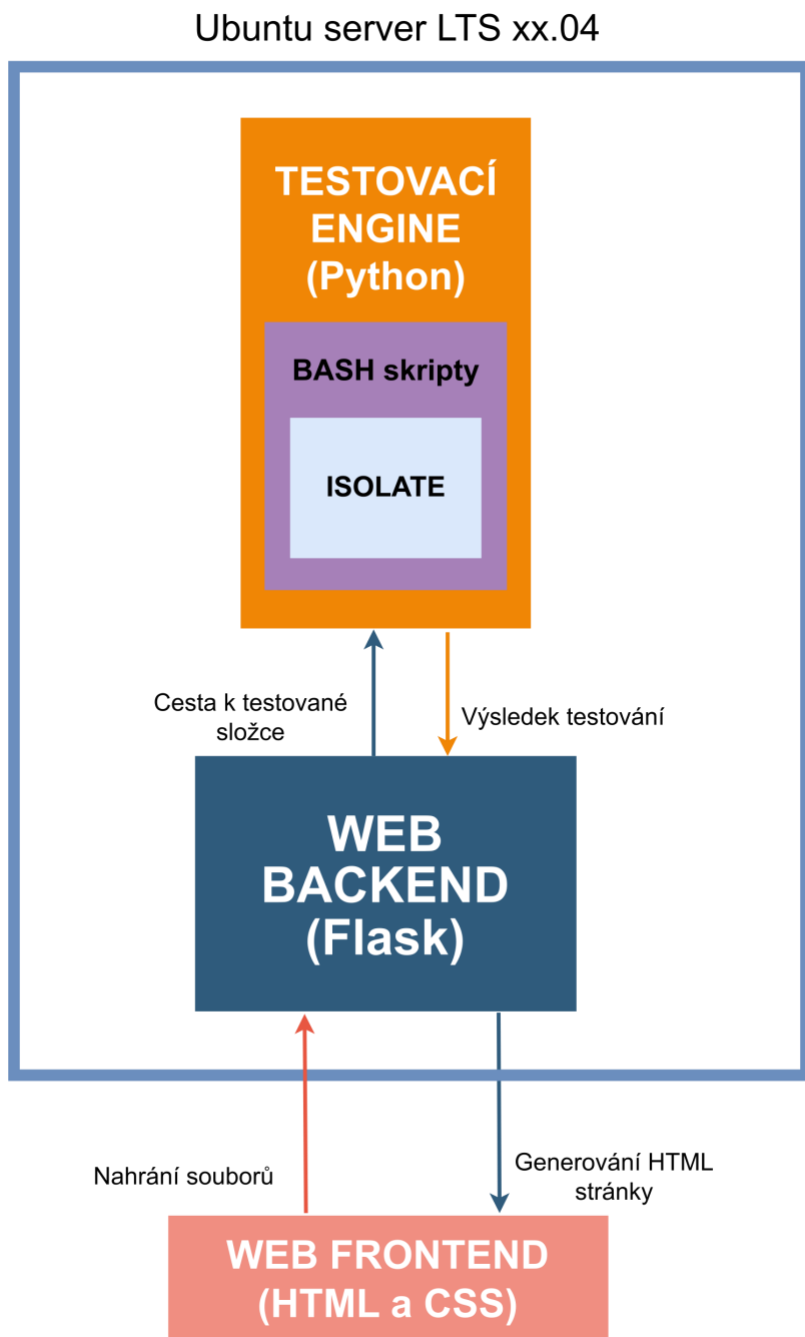 Ubuntu server LTS xx.04
TESTOVACÍ
ENGINE
(Python)
BASH skripty
ISOLATE
Cesta k testované
složce
Výsledek testování
WEB
BACKEND
(Flask)
Nahrání souborů
Generování HTML
stránky
WEB FRONTEND
(HTML a CSS)